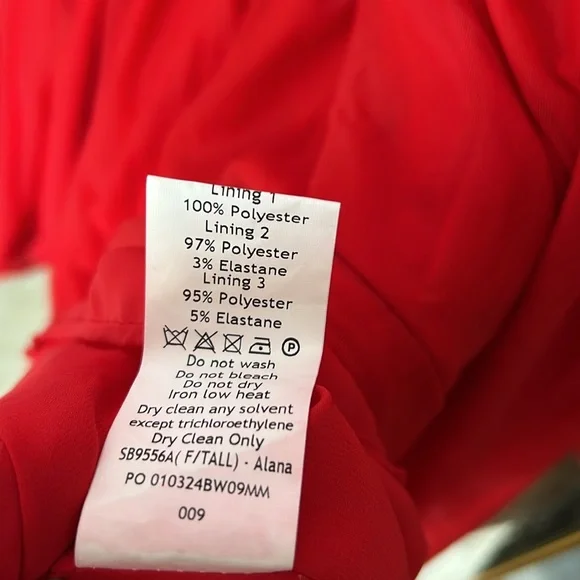 Lining 1
100% Polyester
Lining 2
97% Polyester
3% Elastane
Lining 3
95% Polyester
5% Elastane
P
Do not wash
Do not bleach
Do not dry
Iron low heat
Dry clean any solvent
except trichloroethylene
Dry Clean Only
SB9556A( F/TALL) - Alana
PO 010324BW09MM
009